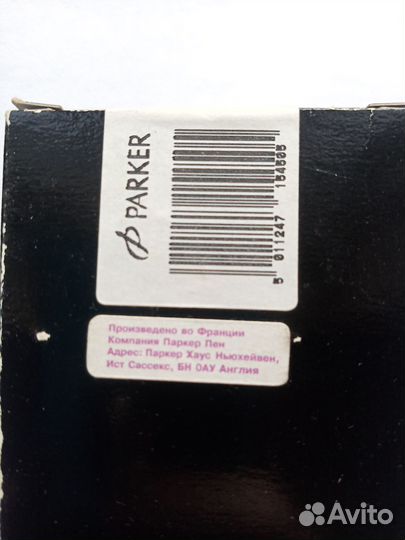 PARKER
5 011247 154505
Произведено во Франции
Компания Паркер Пен
Адрес: Паркер Хаус Ньюхейвен,
Ист Сассекс, БН 0АУ Англия
Avito